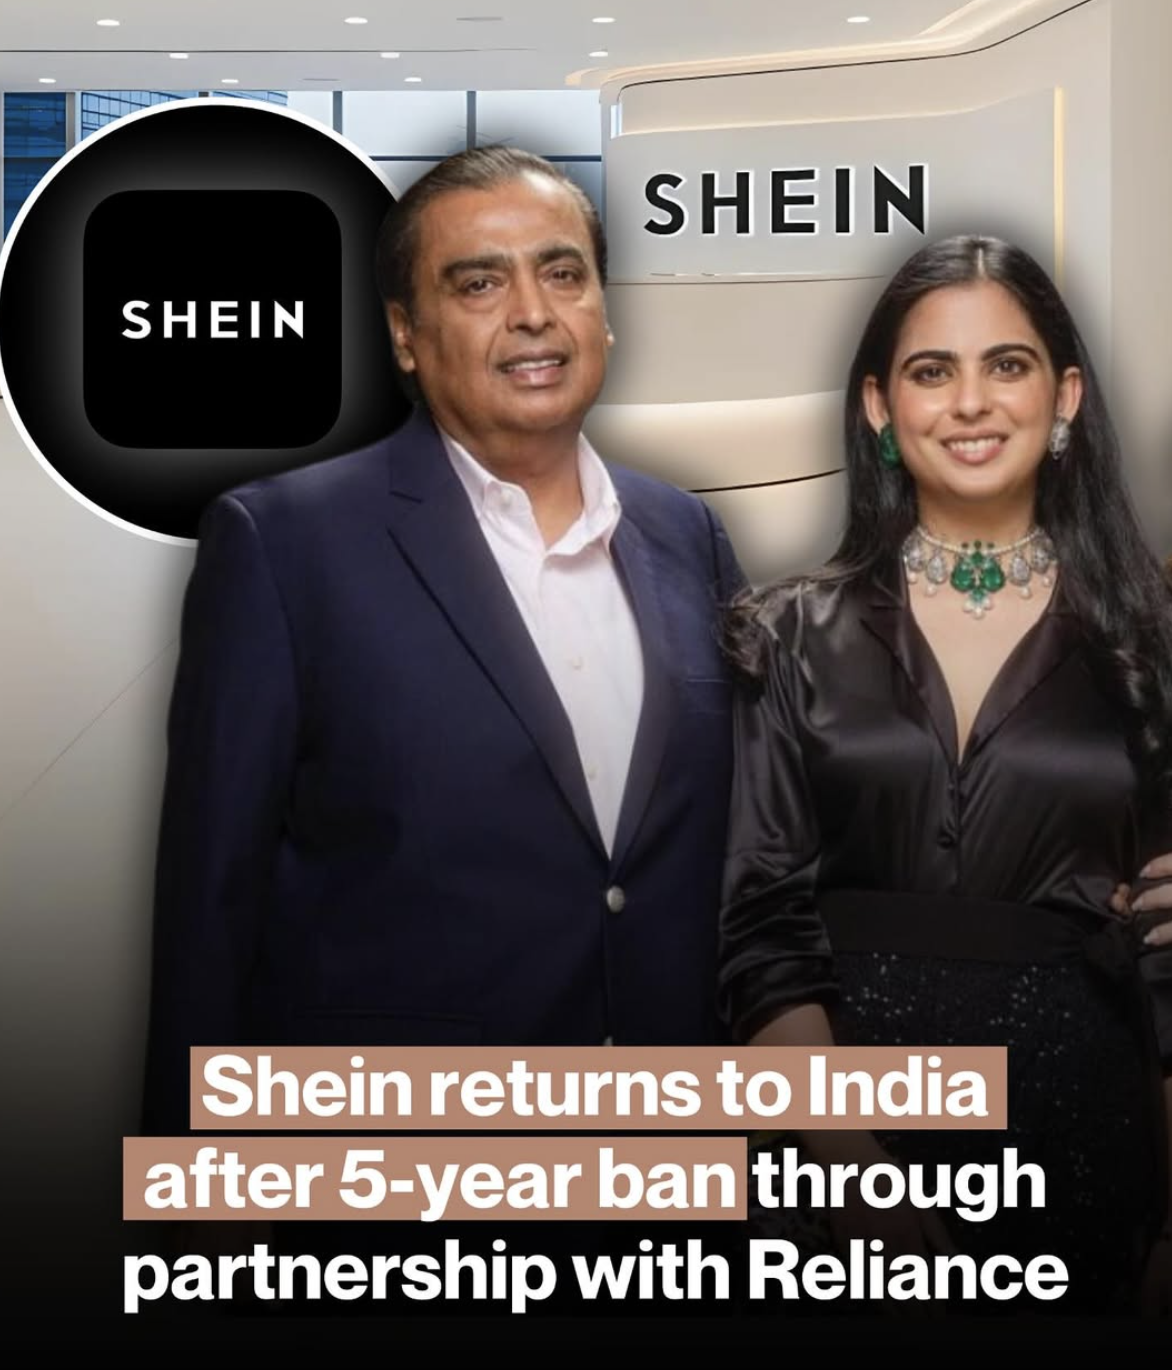 SHEIN
SHEIN
Shein returns to India
after 5-year ban through
partnership with Reliance